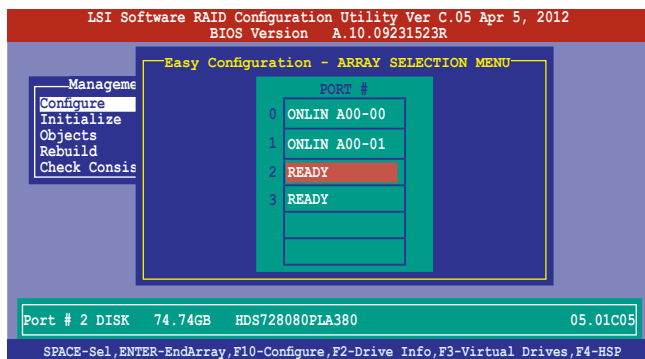 LSI Software RAID Configuration Utility Ver C.05 Apr 5, 2012
BIOS Version A.10.09231523R
Easy Configuration - ARRAY SELECTION MENU
Manageme
Configure
Initialize
Objects
Rebuild
Check Consis
PORT #
0 ONLIN A00-00
1 ONLIN A00-01
2 READY
3 READY
Port # 2 DISK 74.74GB HDS728080PLA380 05.01C05
SPACE-Sel,ENTER-EndArray,F10-Configure,F2-Drive Info,F3-Virtual Drives,F4-HSP